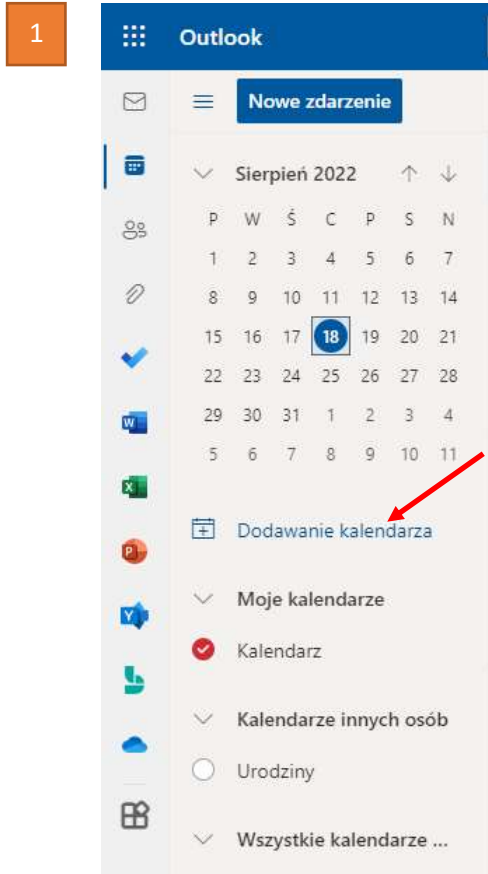 1
Outlook
Nowe zdarzenie
Sierpień 2022
P W Ś C P S N
1 2 3 4 5 6 7
8 9 10 11 12 13 14
15 16 17 18 19 20 21
22 23 24 25 26 27 28
29 30 31 1 2 3 4
5 6 7 8 9 10 11
Dodawanie kalendarza
Moje kalendarze
Kalendarz
Kalendarze innych osób
Urodziny
Wszystkie kalendarze ...